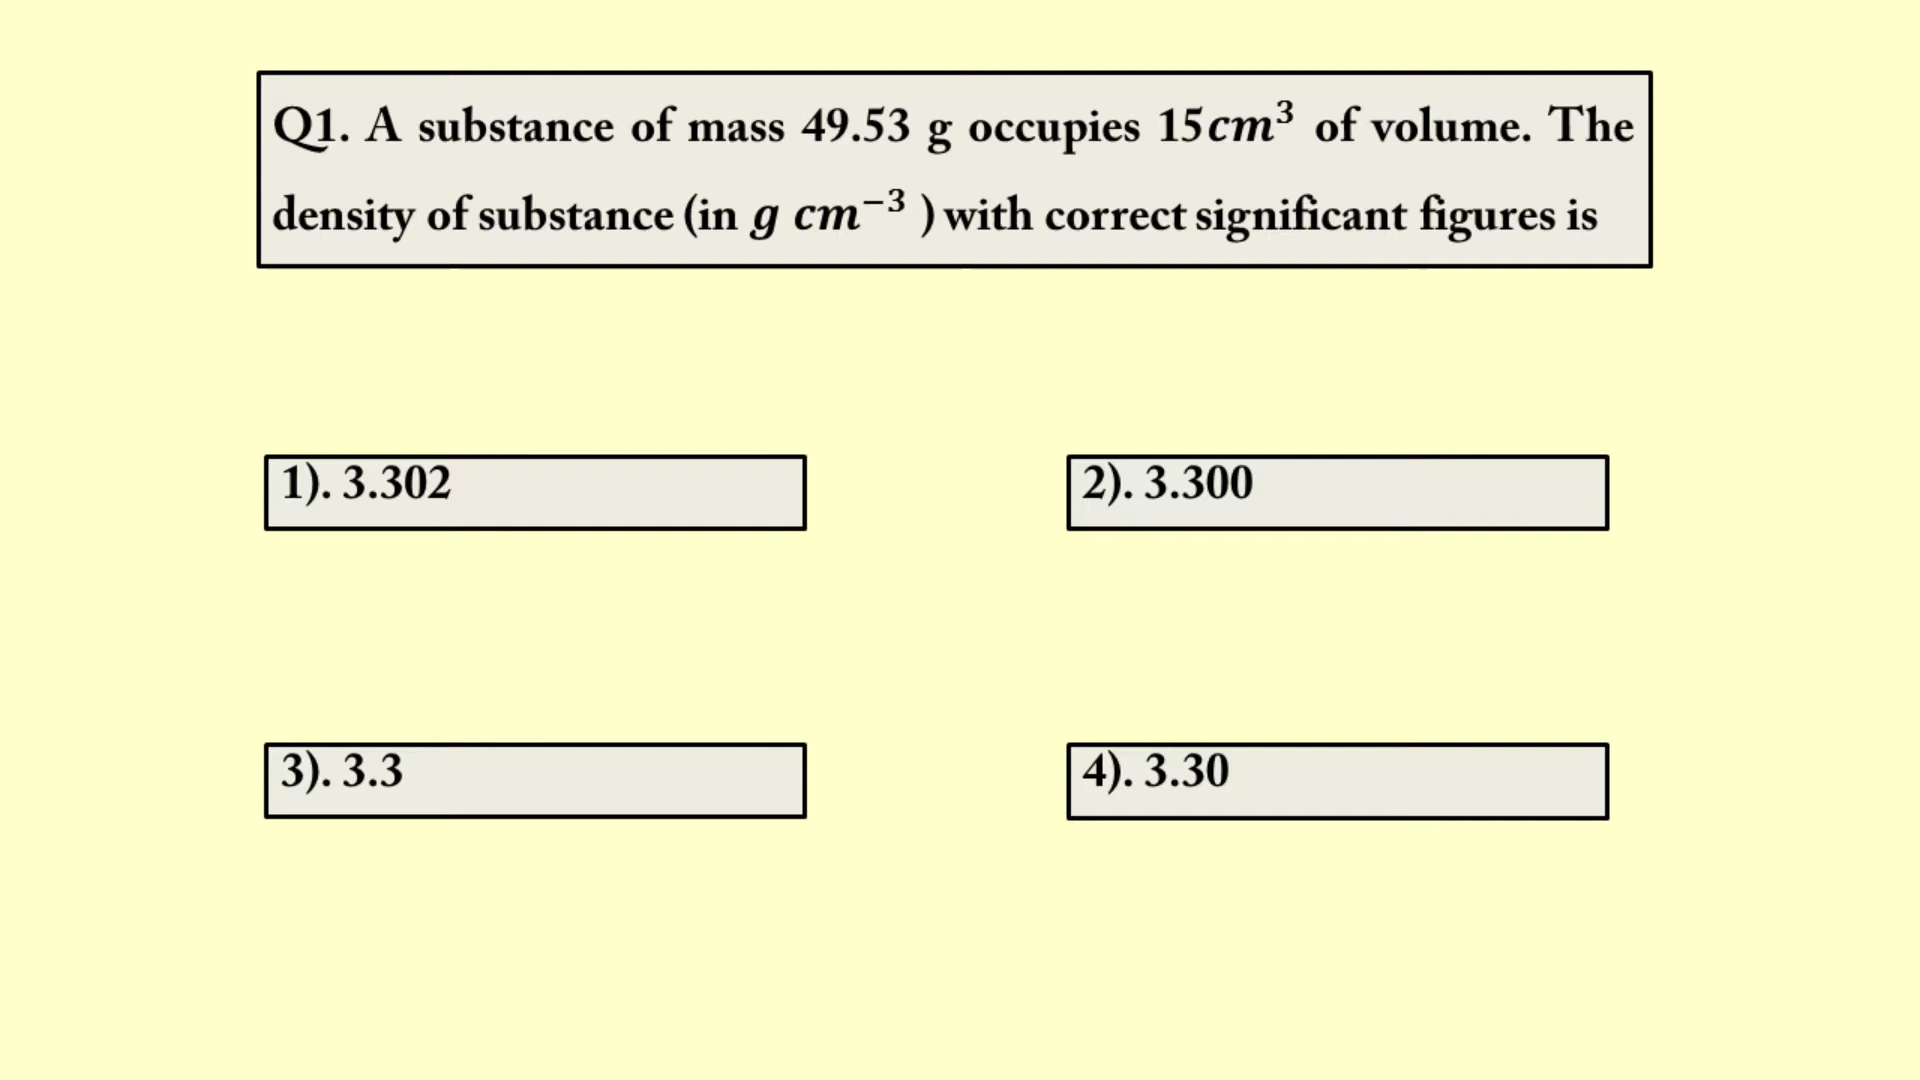 Q1. A substance of mass 49.53 g occupies 15cm³ of volume. The
density of substance (in g cm⁻³ ) with correct significant figures is
1). 3.302
2). 3.300
3). 3.3
4). 3.30